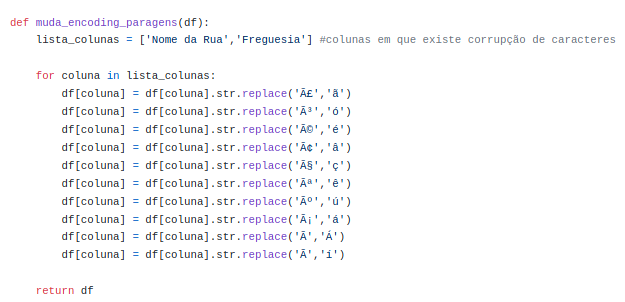 def muda_encoding_paragens(df):
    lista_colunas = ['Nome da Rua','Freguesia'] #colunas em que existe corrupção de caracteres

    for coluna in lista_colunas:
        df[coluna] = df[coluna].str.replace('Ã£','ã')
        df[coluna] = df[coluna].str.replace('Ã³','ó')
        df[coluna] = df[coluna].str.replace('Ã©','é')
        df[coluna] = df[coluna].str.replace('Ã¢','â')
        df[coluna] = df[coluna].str.replace('Ã§','ç')
        df[coluna] = df[coluna].str.replace('Ãª','ê')
        df[coluna] = df[coluna].str.replace('Ãº','ú')
        df[coluna] = df[coluna].str.replace('Ã¡','á')
        df[coluna] = df[coluna].str.replace('Ã','Á')
        df[coluna] = df[coluna].str.replace('Ã','í')

    return df